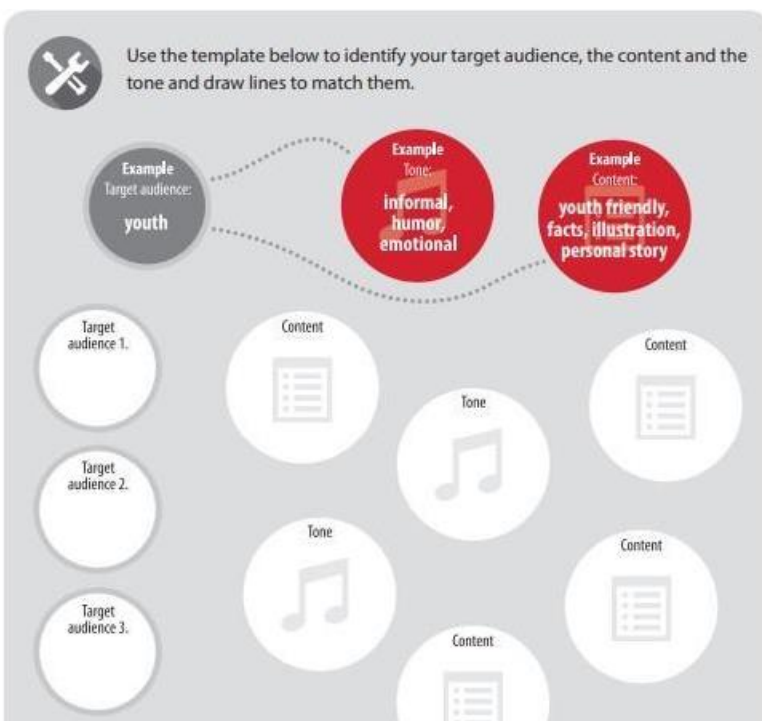 Use the template below to identify your target audience, the content and the
tone and draw lines to match them.
Example
Target audience:
youth
Example
Tone:
informal,
humor,
emotional
Example
Content:
youth friendly,
facts, illustration,
personal story
Target
audience 1.
Content
Content
Tone
Target
audience 2.
Tone
Content
Target
audience 3.
Content